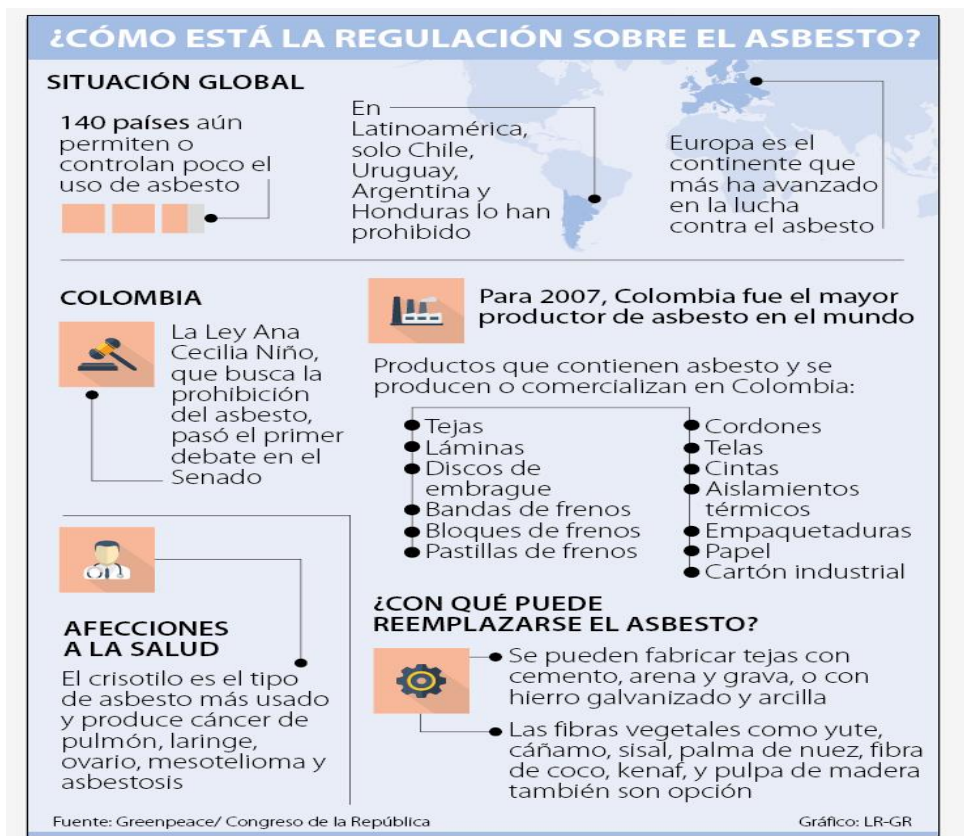 ¿CÓMO ESTÁ LA REGULACIÓN SOBRE EL ASBESTO?
SITUACIÓN GLOBAL
140 países aún
permiten o
controlan poco el
uso de asbesto
En
Latinoamérica,
solo Chile,
Uruguay,
Argentina y
Honduras lo han
prohibido
Europa es el
continente que
más ha avanzado
en la lucha
contra el asbesto
COLOMBIA
La Ley Ana
Cecilia Niño,
que busca la
prohibición
del asbesto,
pasó el primer
debate en el
Senado
Para 2007, Colombia fue el mayor
productor de asbesto en el mundo
Productos que contienen asbesto y se
producen o comercializan en Colombia:
Tejas
Láminas
Discos de
embrague
Bandas de frenos
Bloques de frenos
Pastillas de frenos
Cordones
Telas
Cintas
Aislamientos
térmicos
Empaquetaduras
Papel
Cartón industrial
AFECCIONES
A LA SALUD
El crisotilo es el tipo
de asbesto más usado
y produce cáncer de
pulmón, laringe,
ovario, mesotelioma y
asbestosis
¿CON QUÉ PUEDE
REEMPLAZARSE EL ASBESTO?
Se pueden fabricar tejas con
cemento, arena y grava, o con
hierro galvanizado y arcilla
Las fibras vegetales como yute,
cáñamo, sisal, palma de nuez, fibra
de coco, kenaf, y pulpa de madera
también son opción
Fuente: Greenpeace/ Congreso de la República
Gráfico: LR-GR